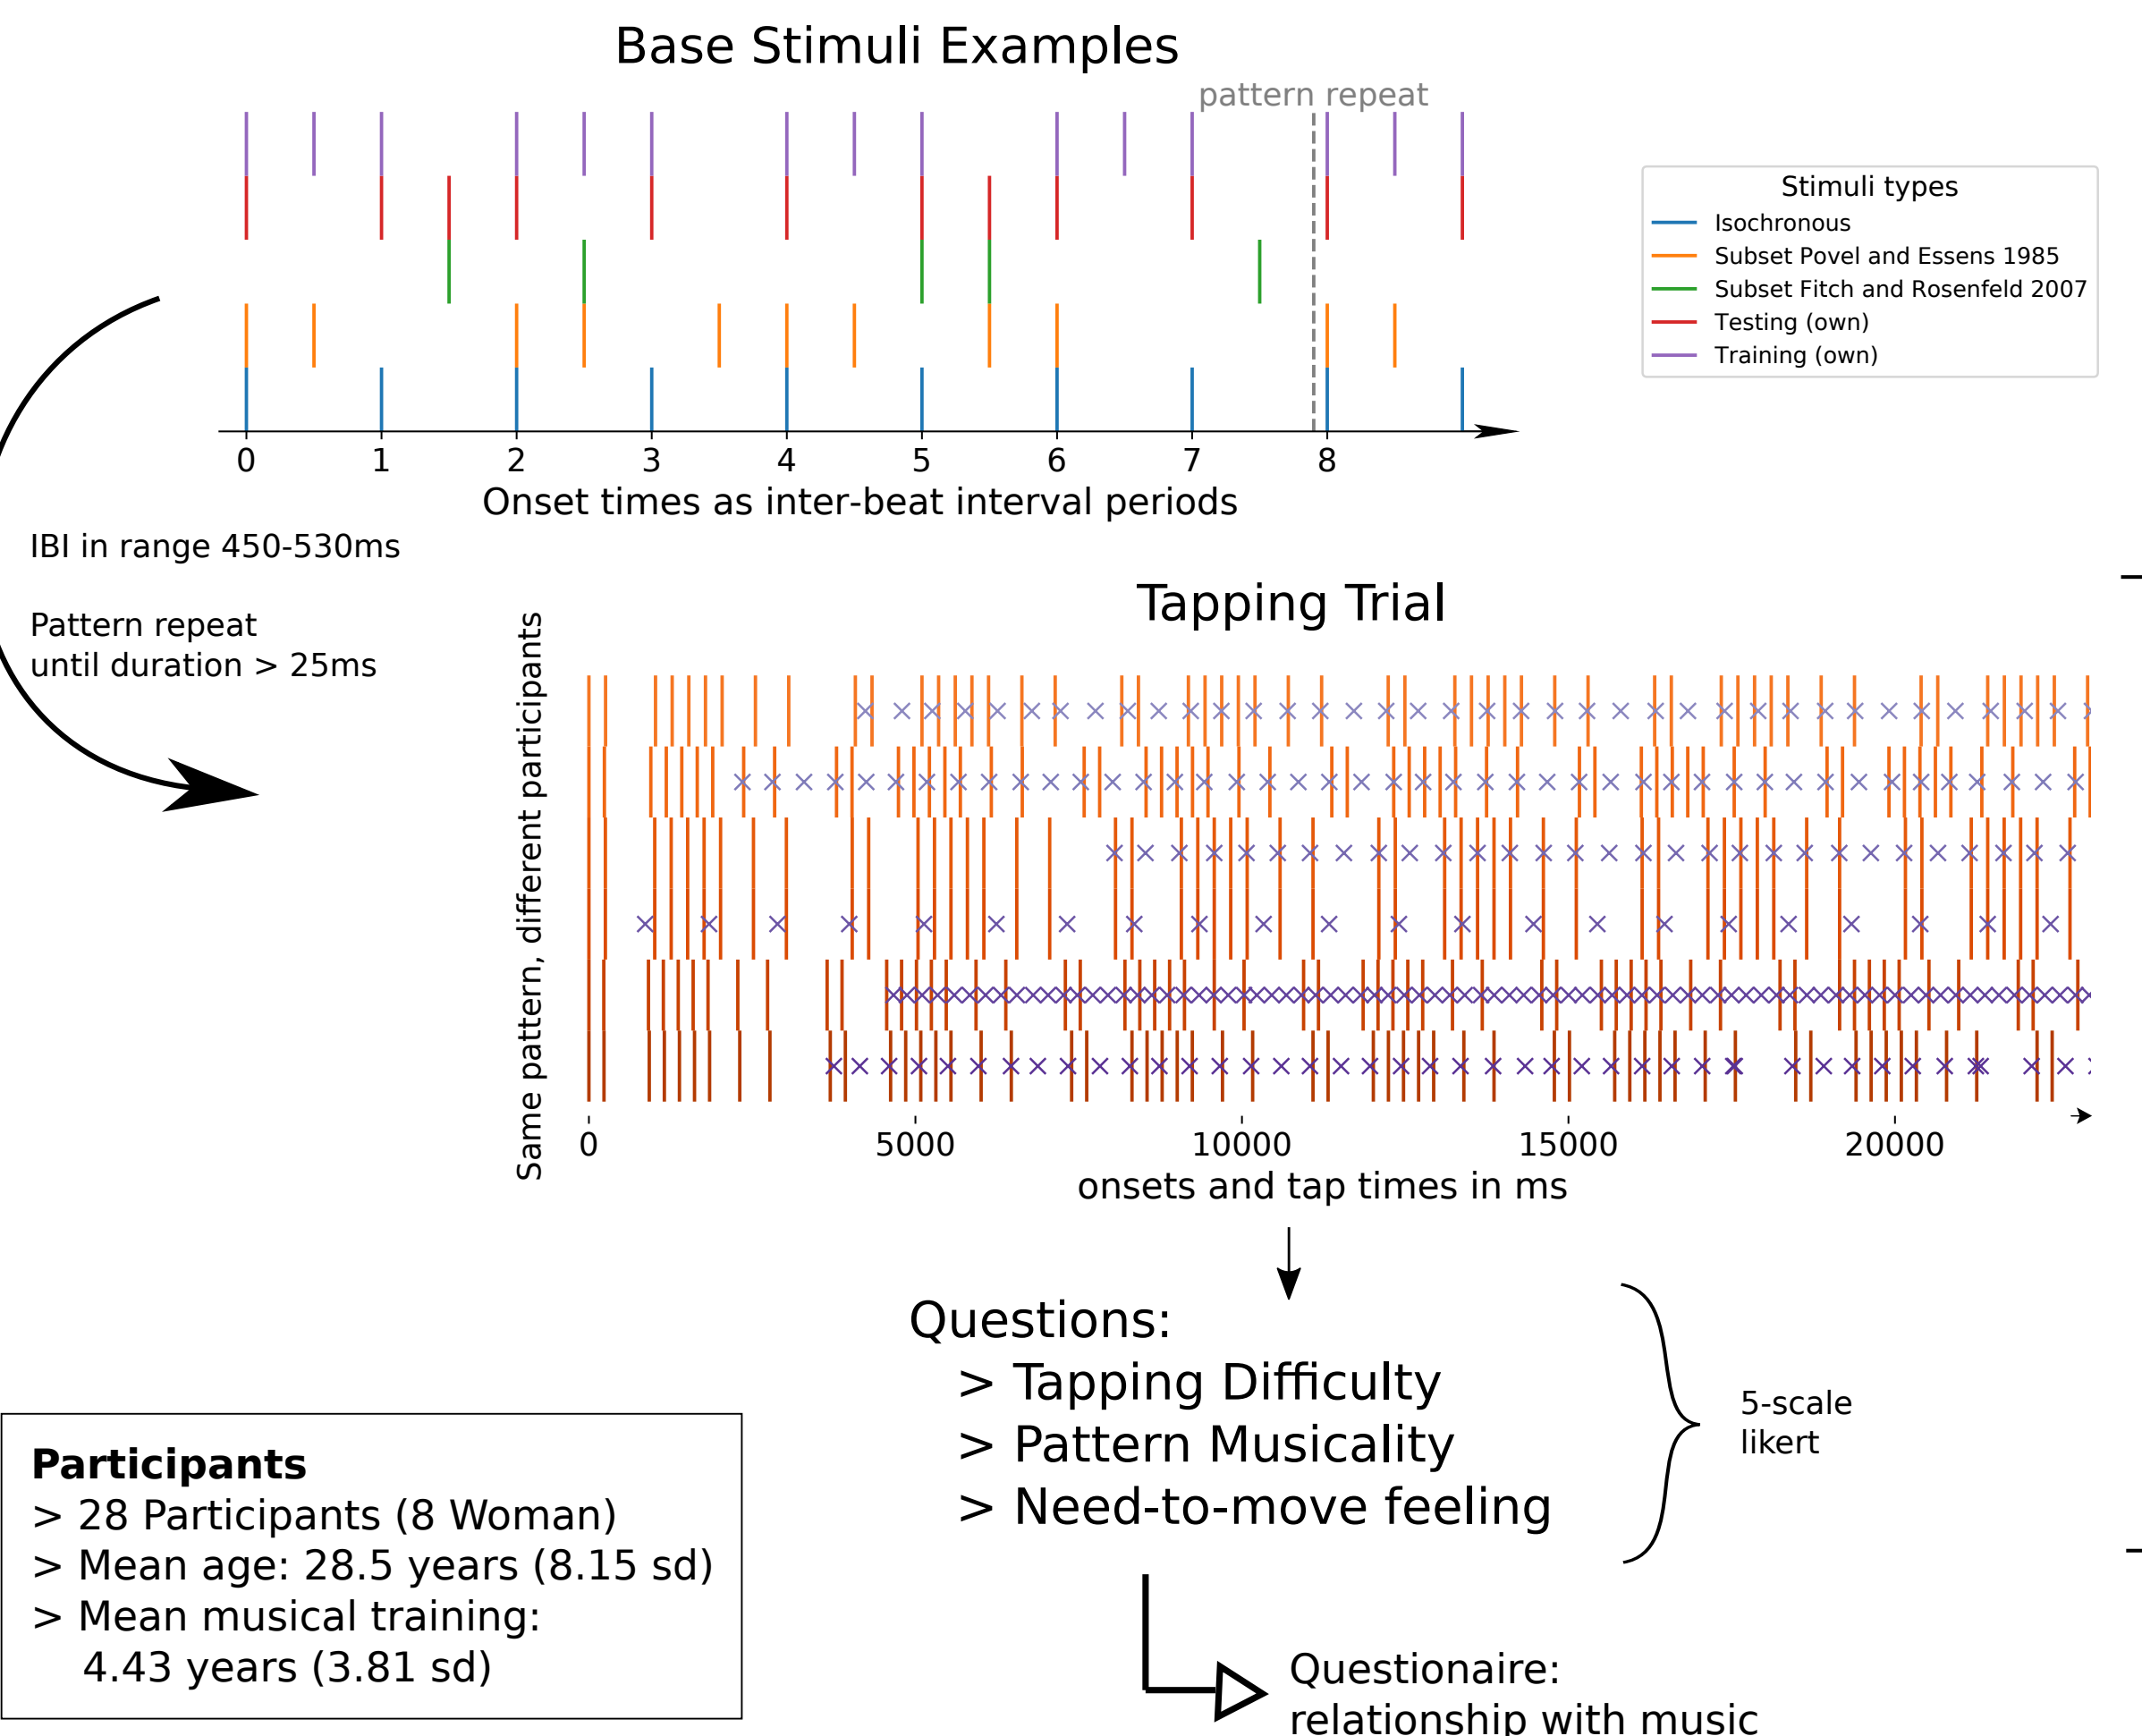 Base Stimuli Examples
pattern repeat
Stimuli types
Isochronous
Subset Povel and Essens 1985
Subset Fitch and Rosenfeld 2007
Testing (own)
Training (own)
0 1 2 3 4 5 6 7 8
Onset times as inter-beat interval periods
IBI in range 450-530ms
Pattern repeat
until duration > 25ms
Tapping Trial
Same pattern, different participants
0 5000 10000 15000 20000
onsets and tap times in ms
Questions:
> Tapping Difficulty
> Pattern Musicality
> Need-to-move feeling
5-scale
likert
Participants
> 28 Participants (8 Woman)
> Mean age: 28.5 years (8.15 sd)
> Mean musical training:
4.43 years (3.81 sd)
Questionaire:
relationship with music